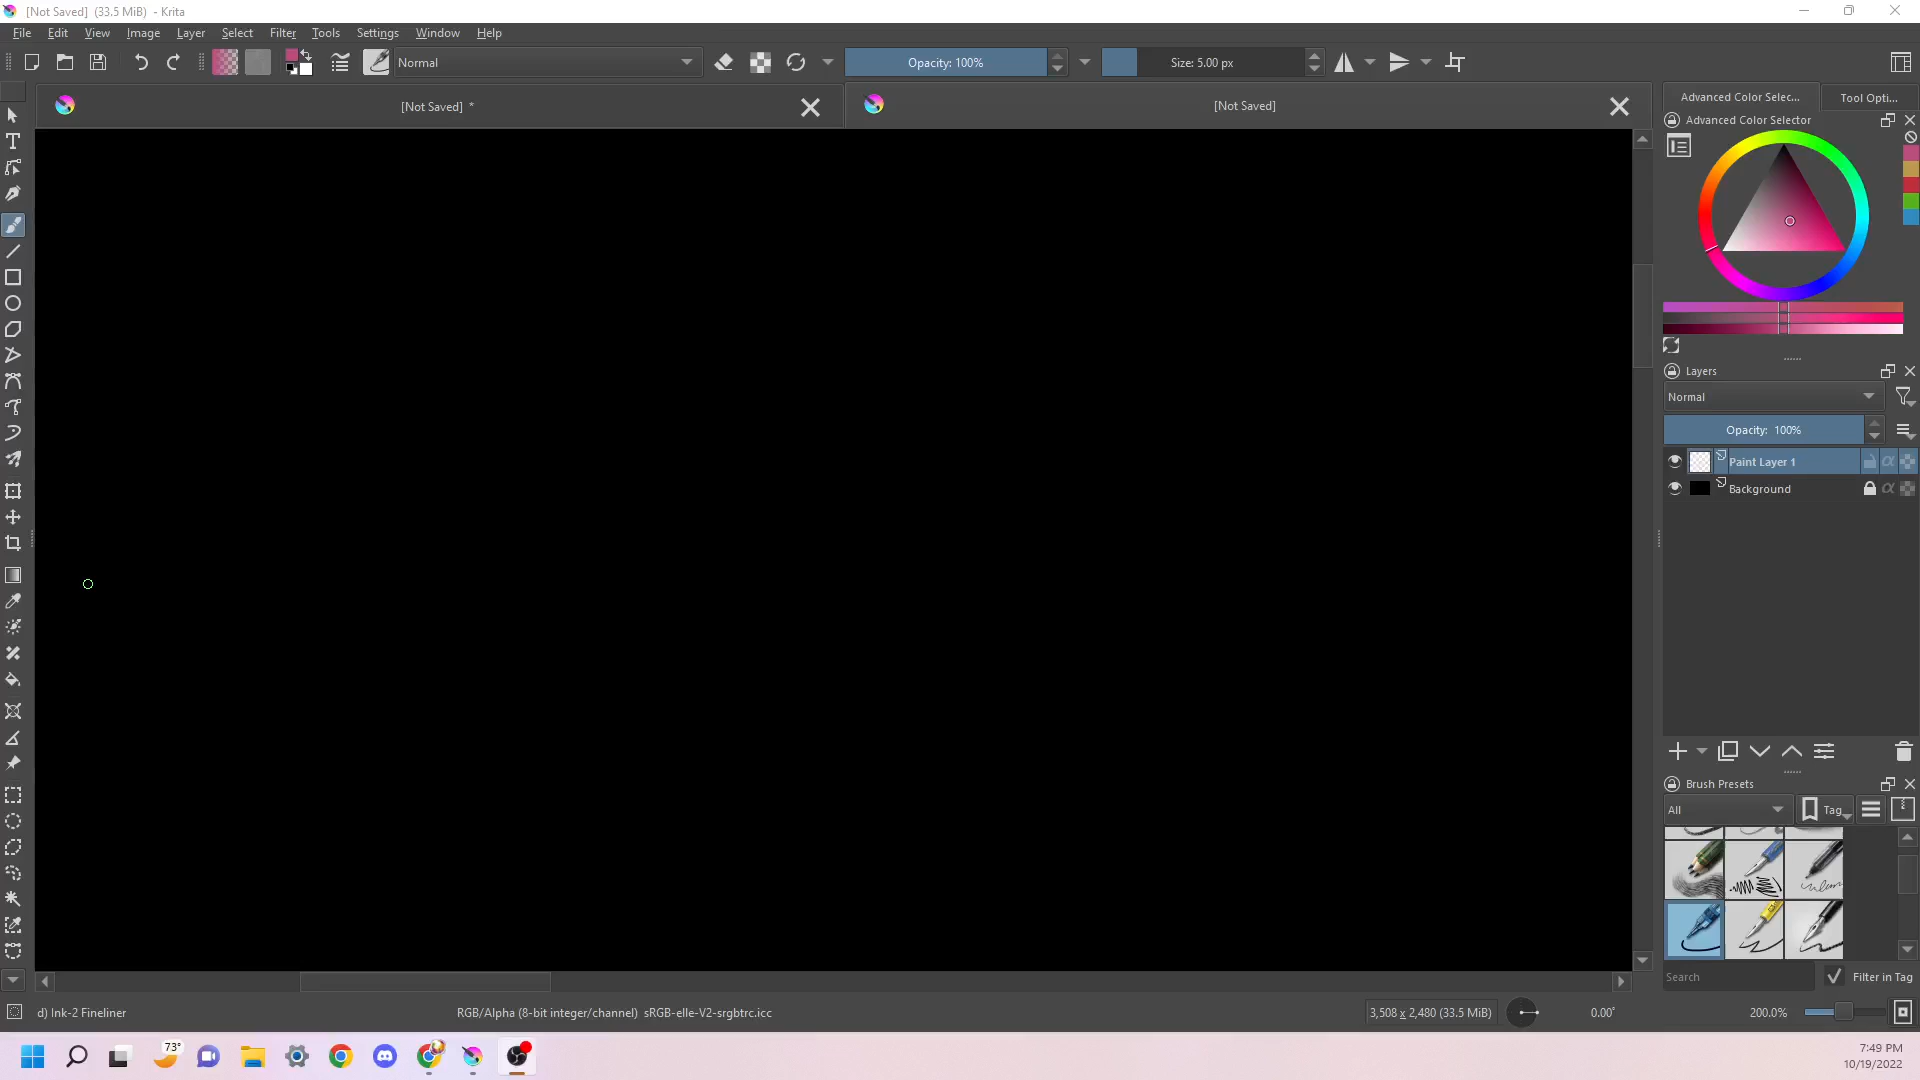 [Not Saved]  (33.5 MiB)  - Krita
File Edit View Image Layer Select Filter Tools Settings Window Help
Normal
Opacity: 100%
Size: 5.00 px
[Not Saved] *
[Not Saved]
Advanced Color Selec...
Tool Opti...
Advanced Color Selector
Layers
Normal
Opacity:  100%
Paint Layer 1
Background
Brush Presets
All
Tag
Search
Filter in Tag
d) Ink-2 Fineliner
RGB/Alpha (8-bit integer/channel)  sRGB-elle-V2-srgbtrc.icc
3,508 x 2,480 (33.5 MiB)
0.00°
200.0%
73°
7:49 PM
10/19/2022